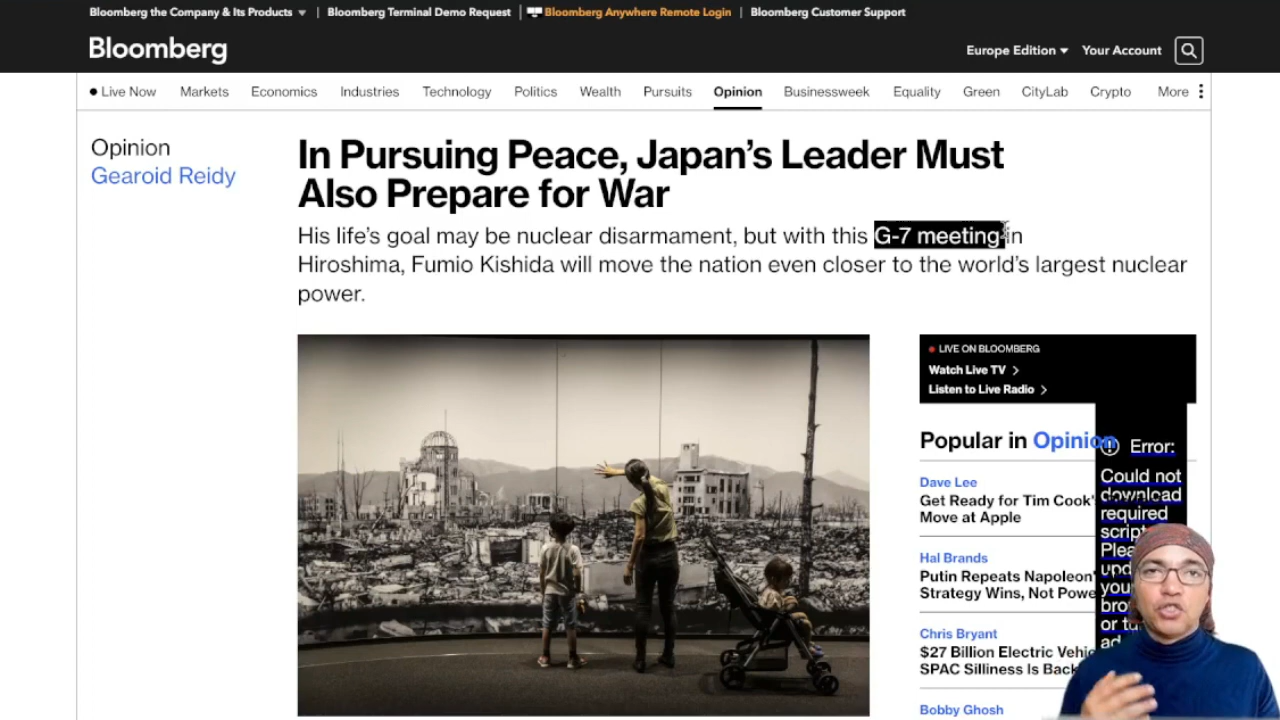 Bloomberg the Company & Its Products
Bloomberg Terminal Demo Request
Bloomberg Anywhere Remote Login
Bloomberg Customer Support
Bloomberg
Europe Edition
Your Account
Live Now
Markets
Economics
Industries
Technology
Politics
Wealth
Pursuits
Opinion
Businessweek
Equality
Green
CityLab
Crypto
More
Opinion
Gearoid Reidy
In Pursuing Peace, Japan's Leader Must
Also Prepare for War
His life's goal may be nuclear disarmament, but with this G-7 meeting in
Hiroshima, Fumio Kishida will move the nation even closer to the world's largest nuclear
power.
LIVE ON BLOOMBERG
Watch Live TV
Listen to Live Radio
Popular in Opinion
Dave Lee
Get Ready for Tim Cook'
Move at Apple
Hal Brands
Putin Repeats Napoleon'
Strategy Wins, Not Powe
Chris Bryant
$27 Billion Electric Vehic
SPAC Silliness Is Back
Bobby Ghosh
Error:
Could not
download
required
script